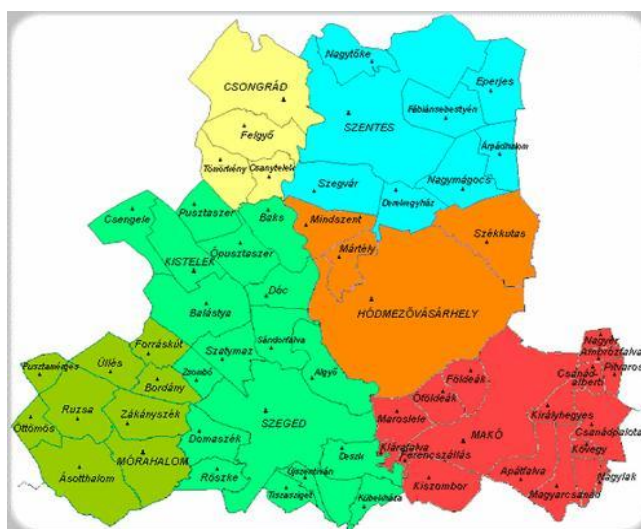 Nagytőke
Eperjes
CSONGRÁD
Fábiánsebestyén
SZENTES
Felgyő
Árpádhalom
Tömörkény
Csanytelek
Szegvár
Nagymágocs
Derekegyház
Pusztaszer
Baks
Csengele
Mindszent
Székkutas
Ópusztaszer
Mártély
KISTELEK
Dóc
HÓDMEZŐVÁSÁRHELY
Balástya
Forráskút
Sándorfalva
Nagyér
Ambrózfalva
Üllés
Szatymaz
Pusztamérges
Zsombó
Algyő
Földeák
Csanád-
alberti
Pitvaros
Bordány
Óföldeák
Ruzsa
Zákányszék
Maroslele
Királyhegyes
Öttömös
SZEGED
Csanádpalota
Domaszék
MAKÓ
Klárafalva
Kövegy
MÓRAHALOM
Deszk
Ferencszállás
Ásotthalom
Röszke
Újszentiván
Kiszombor
Apátfalva
Nagylak
Tiszasziget
Kübekháza
Magyarcsanád